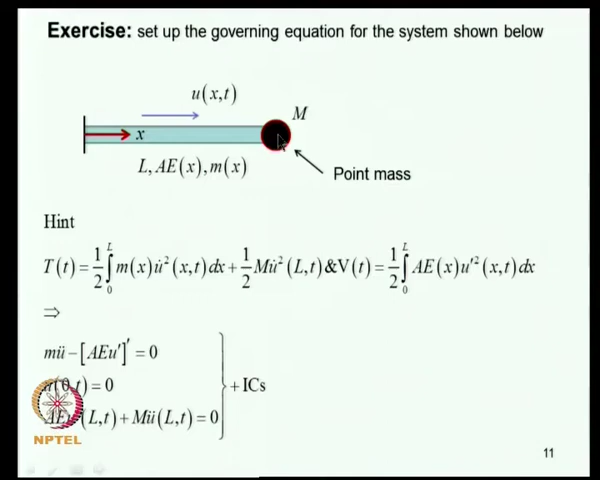 Exercise: set up the governing equation for the system shown below
u(x,t)
M
x
L, AE(x), m(x)
Point mass
Hint
T(t) = 1/2 ∫₀ᴸ m(x)u̇²(x,t)dx + 1/2 Mu̇²(L,t) & V(t) = 1/2 ∫₀ᴸ AE(x)u′²(x,t)dx
⇒
mü − [AEu′]′ = 0
(0,t) = 0
(L,t) + Mü(L,t) = 0 } + ICs
NPTEL
11